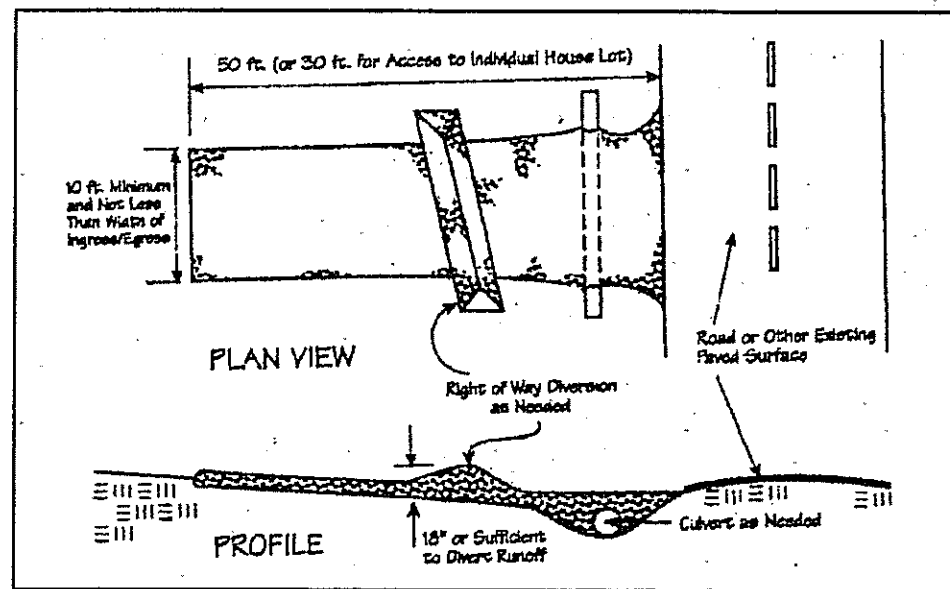 50 ft. (or 30 ft. For Access to Individual House Lot)
10 ft. Minimum
and Not Less
Than Width of
Ingress/Egress
PLAN VIEW
Right of Way Diversion
as Needed
Road or Other Existing
Paved Surface
PROFILE
18" or Sufficient
to Divert Runoff
Culvert as Needed